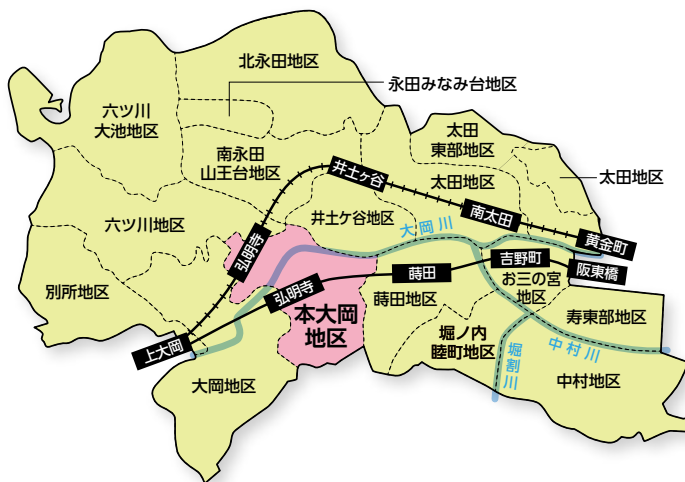 北永田地区
永田みなみ台地区
六ツ川
大池地区
太田
東部地区
南永田
山王台地区
井土ヶ谷
太田地区
太田地区
六ツ川地区
井土ケ谷地区
南太田
大岡川
黄金町
弘明寺
吉野町
阪東橋
別所地区
弘明寺
蒔田
お三の宮
地区
蒔田地区
本大岡
地区
寿東部地区
上大岡
堀ノ内
睦町地区
中村川
堀割川
大岡地区
中村地区